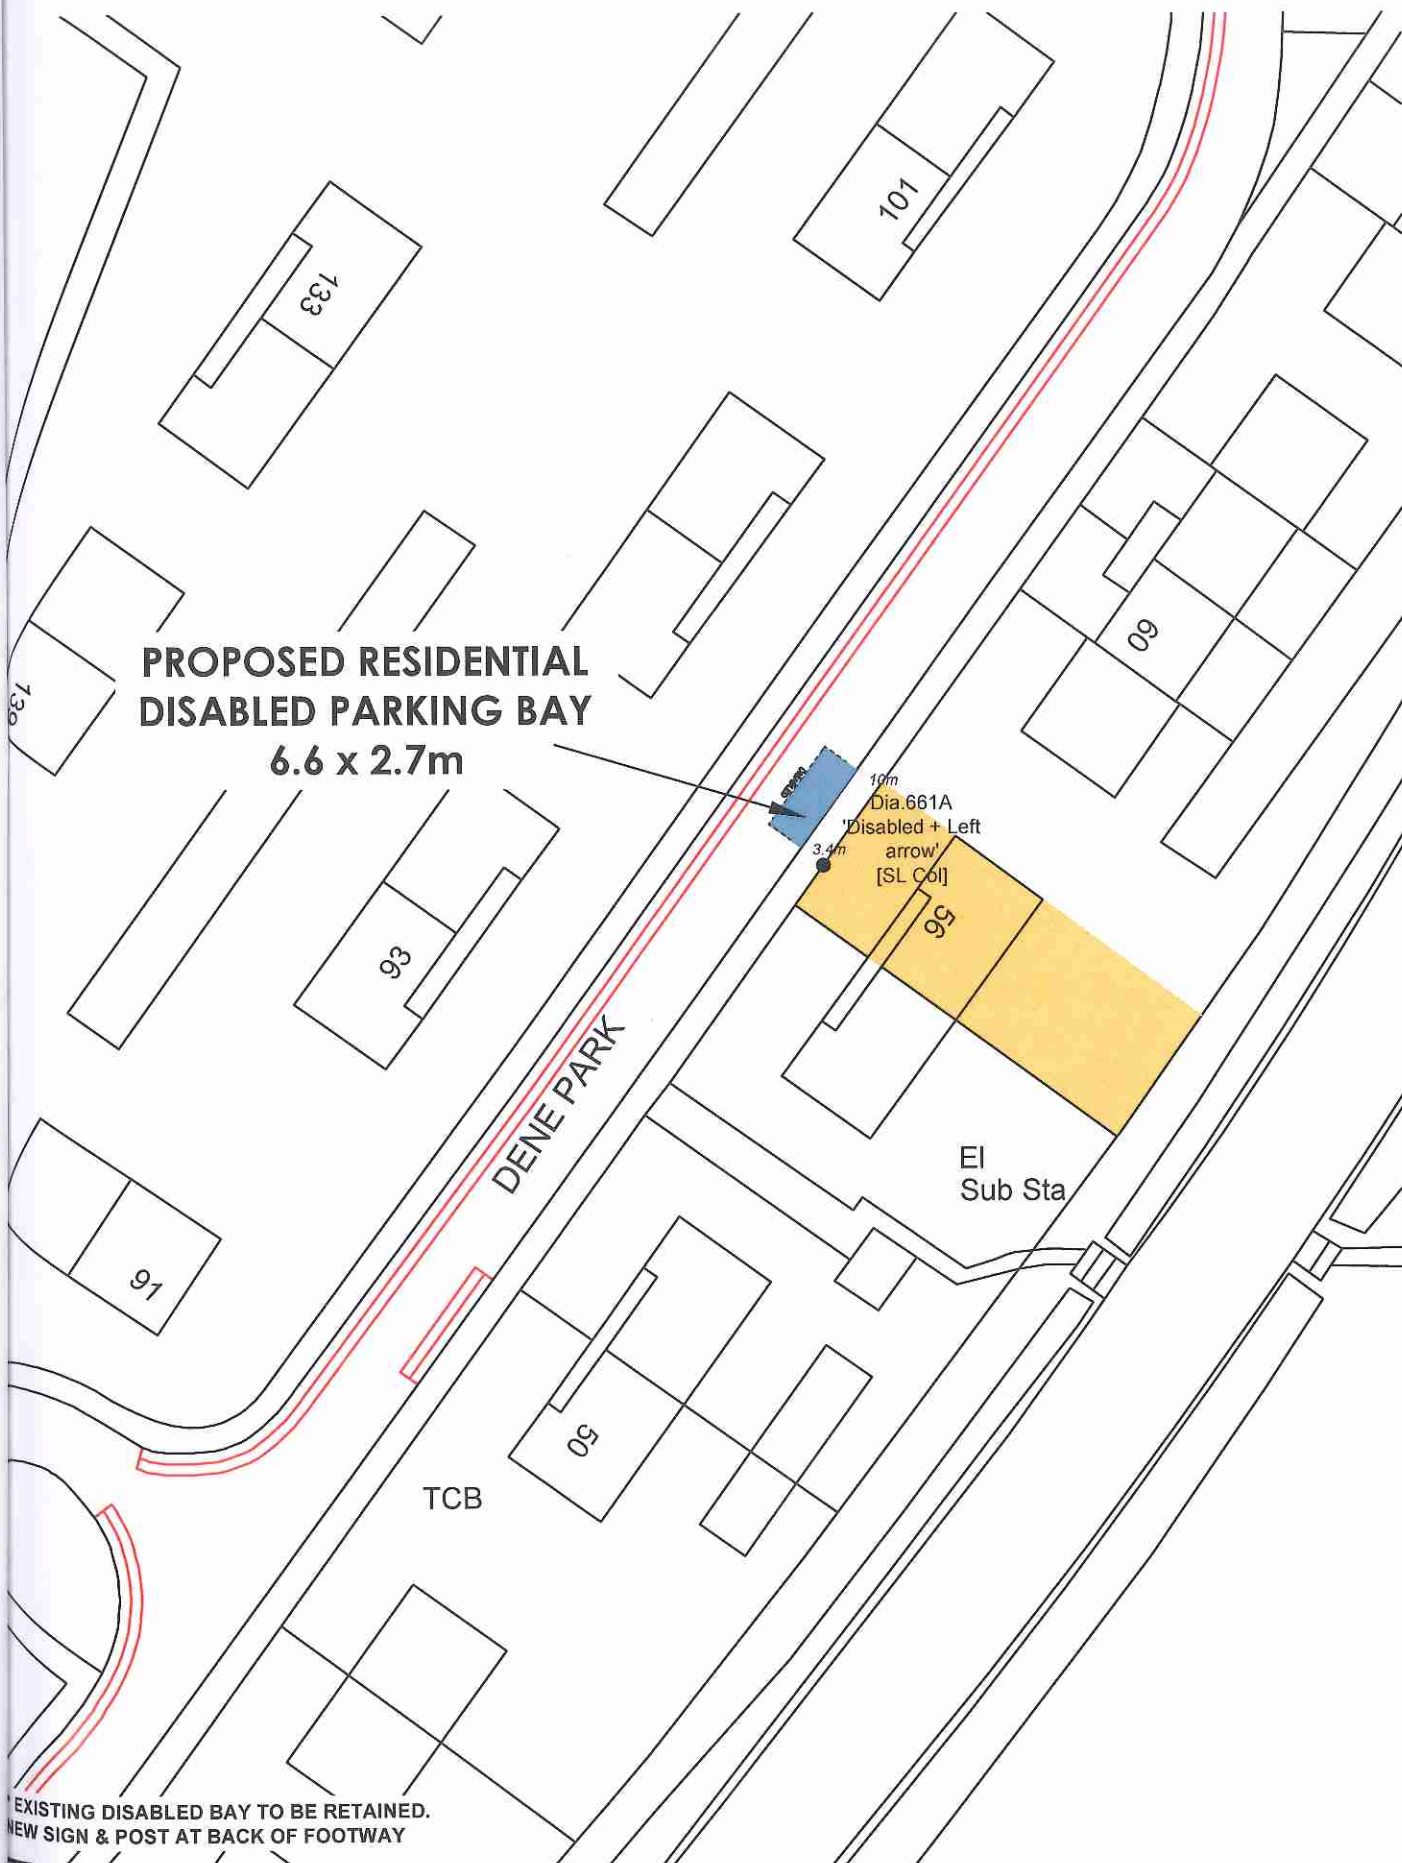 101
133
PROPOSED RESIDENTIAL
DISABLED PARKING BAY
6.6 x 2.7m
60
139
10m
Dia.661A
'Disabled + Left
arrow'
[SL Col]
3.4m
56
93
DENE PARK
El
Sub Sta
91
50
TCB
EXISTING DISABLED BAY TO BE RETAINED.
NEW SIGN & POST AT BACK OF FOOTWAY